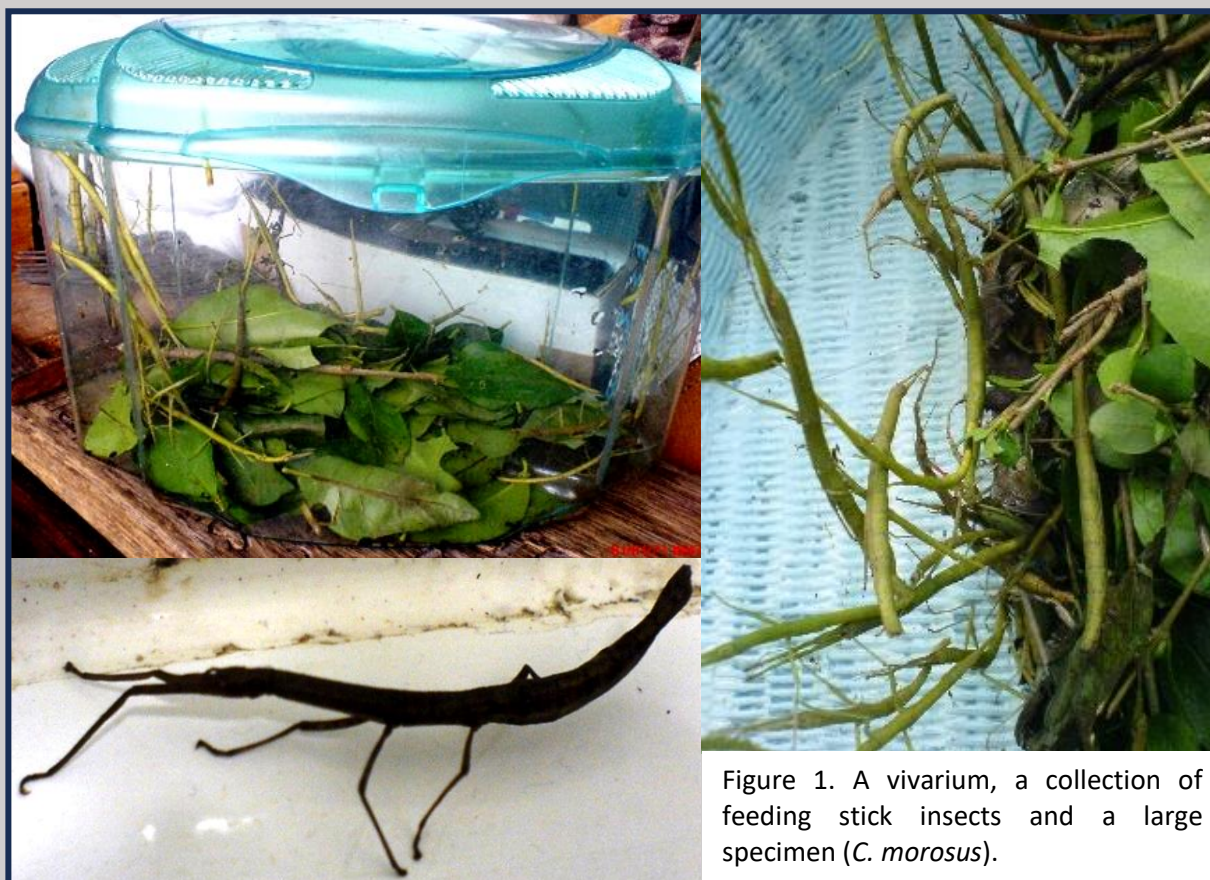 Figure 1. A vivarium, a collection of
feeding stick insects and a large
specimen (C. morosus).